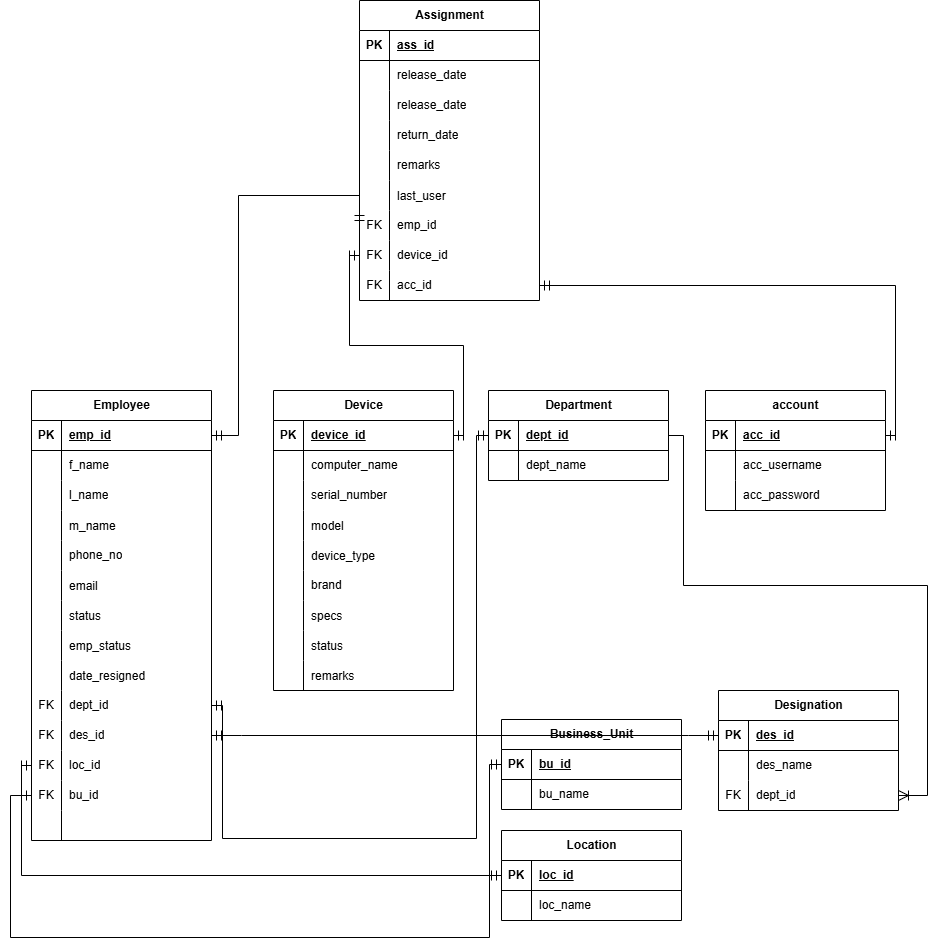 Assignment
PK ass_id
release_date
release_date
return_date
remarks
last_user
FK emp_id
FK device_id
FK acc_id
Employee
PK emp_id
f_name
l_name
m_name
phone_no
email
status
emp_status
date_resigned
FK dept_id
FK des_id
FK loc_id
FK bu_id
Device
PK device_id
computer_name
serial_number
model
device_type
brand
specs
status
remarks
Department
PK dept_id
dept_name
account
PK acc_id
acc_username
acc_password
Business_Unit
PK bu_id
bu_name
Designation
PK des_id
des_name
FK dept_id
Location
PK loc_id
loc_name